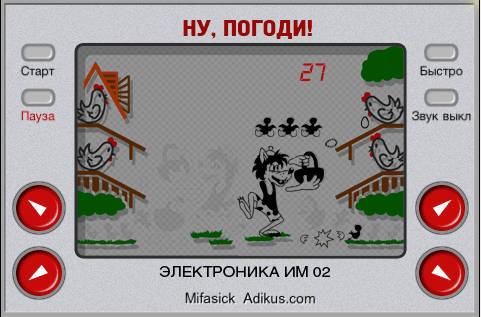 НУ, ПОГОДИ!
Старт
Быстро
27
Пауза
Звук выкл
ЭЛЕКТРОНИКА ИМ 02
Mifasick Adikus.com